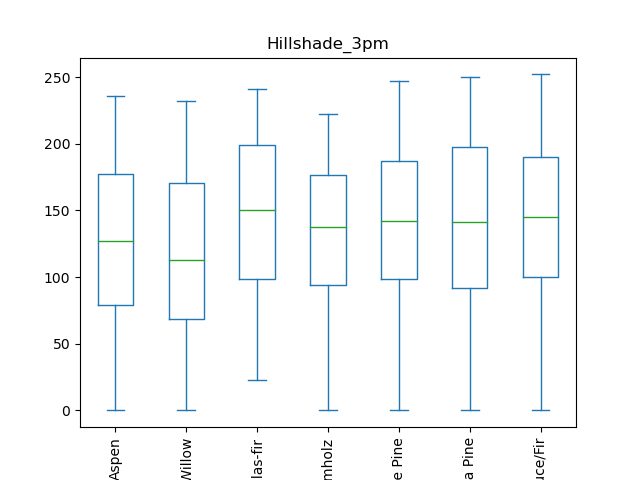 Hillshade_3pm
250
200
150
100
50
0
Aspen
Willow
las-fir
mholz
e Pine
a Pine
uce/Fir